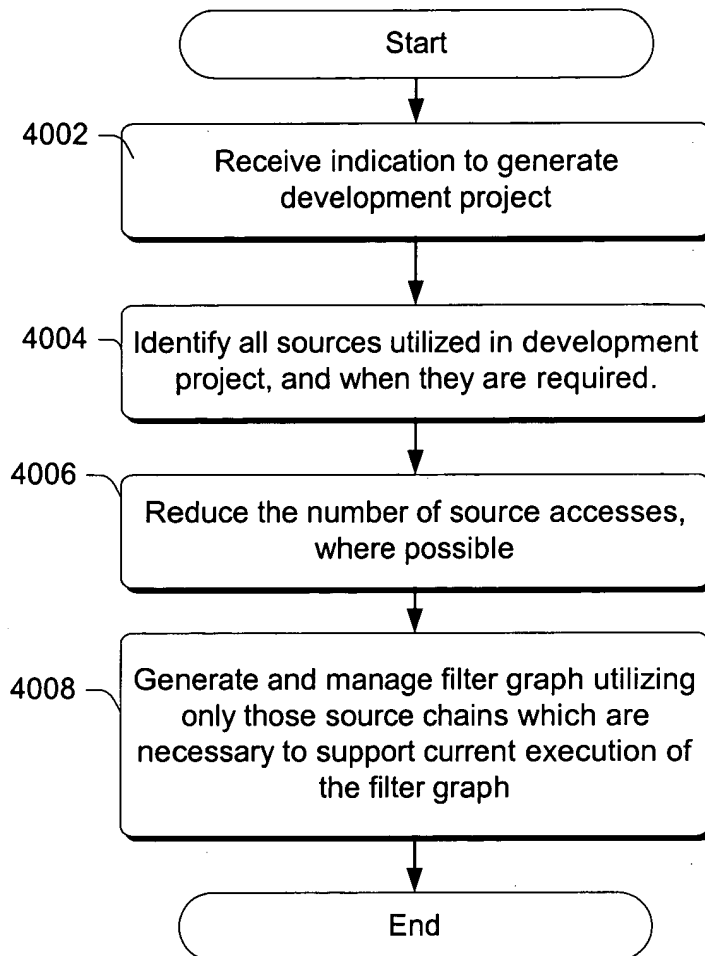 Start
4002
Receive indication to generate
development project
4004
Identify all sources utilized in development
project, and when they are required.
4006
Reduce the number of source accesses,
where possible
4008
Generate and manage filter graph utilizing
only those source chains which are
necessary to support current execution of
the filter graph
End